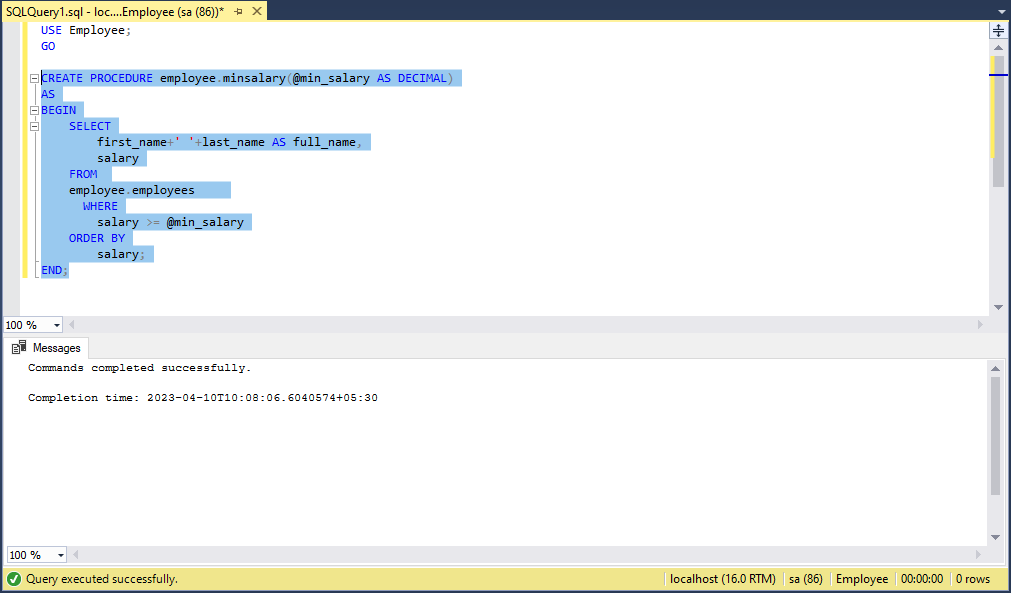 SQLQuery1.sql - loc....Employee (sa (86))*
USE Employee;
GO
CREATE PROCEDURE employee.minsalary(@min_salary AS DECIMAL)
AS
BEGIN
SELECT
first_name+' '+last_name AS full_name,
salary
FROM
employee.employees
WHERE
salary >= @min_salary
ORDER BY
salary;
END;
100 %
Messages
Commands completed successfully.
Completion time: 2023-04-10T10:08:06.6040574+05:30
100 %
Query executed successfully.
localhost (16.0 RTM)
sa (86)
Employee
00:00:00
0 rows